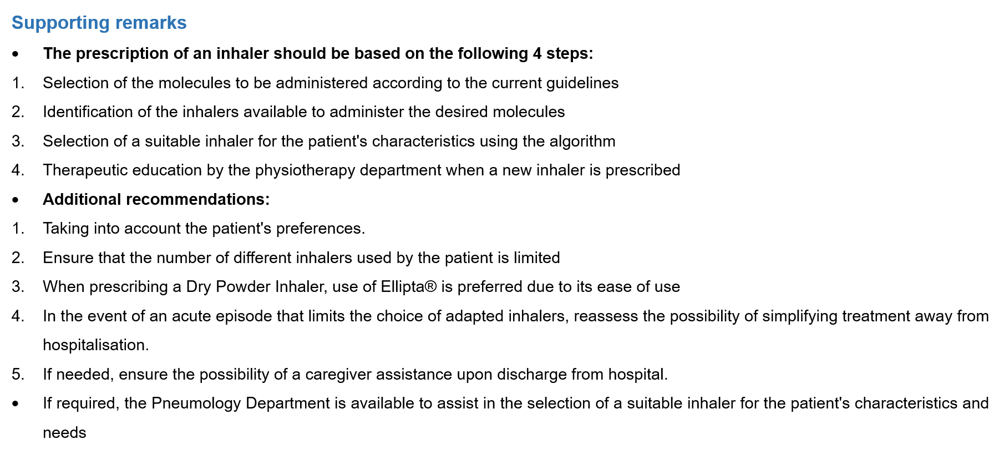 Supporting remarks
• The prescription of an inhaler should be based on the following 4 steps:
1. Selection of the molecules to be administered according to the current guidelines
2. Identification of the inhalers available to administer the desired molecules
3. Selection of a suitable inhaler for the patient's characteristics using the algorithm
4. Therapeutic education by the physiotherapy department when a new inhaler is prescribed
• Additional recommendations:
1. Taking into account the patient's preferences.
2. Ensure that the number of different inhalers used by the patient is limited
3. When prescribing a Dry Powder Inhaler, use of Ellipta® is preferred due to its ease of use
4. In the event of an acute episode that limits the choice of adapted inhalers, reassess the possibility of simplifying treatment away from
hospitalisation.
5. If needed, ensure the possibility of a caregiver assistance upon discharge from hospital.
• If required, the Pneumology Department is available to assist in the selection of a suitable inhaler for the patient's characteristics and
needs